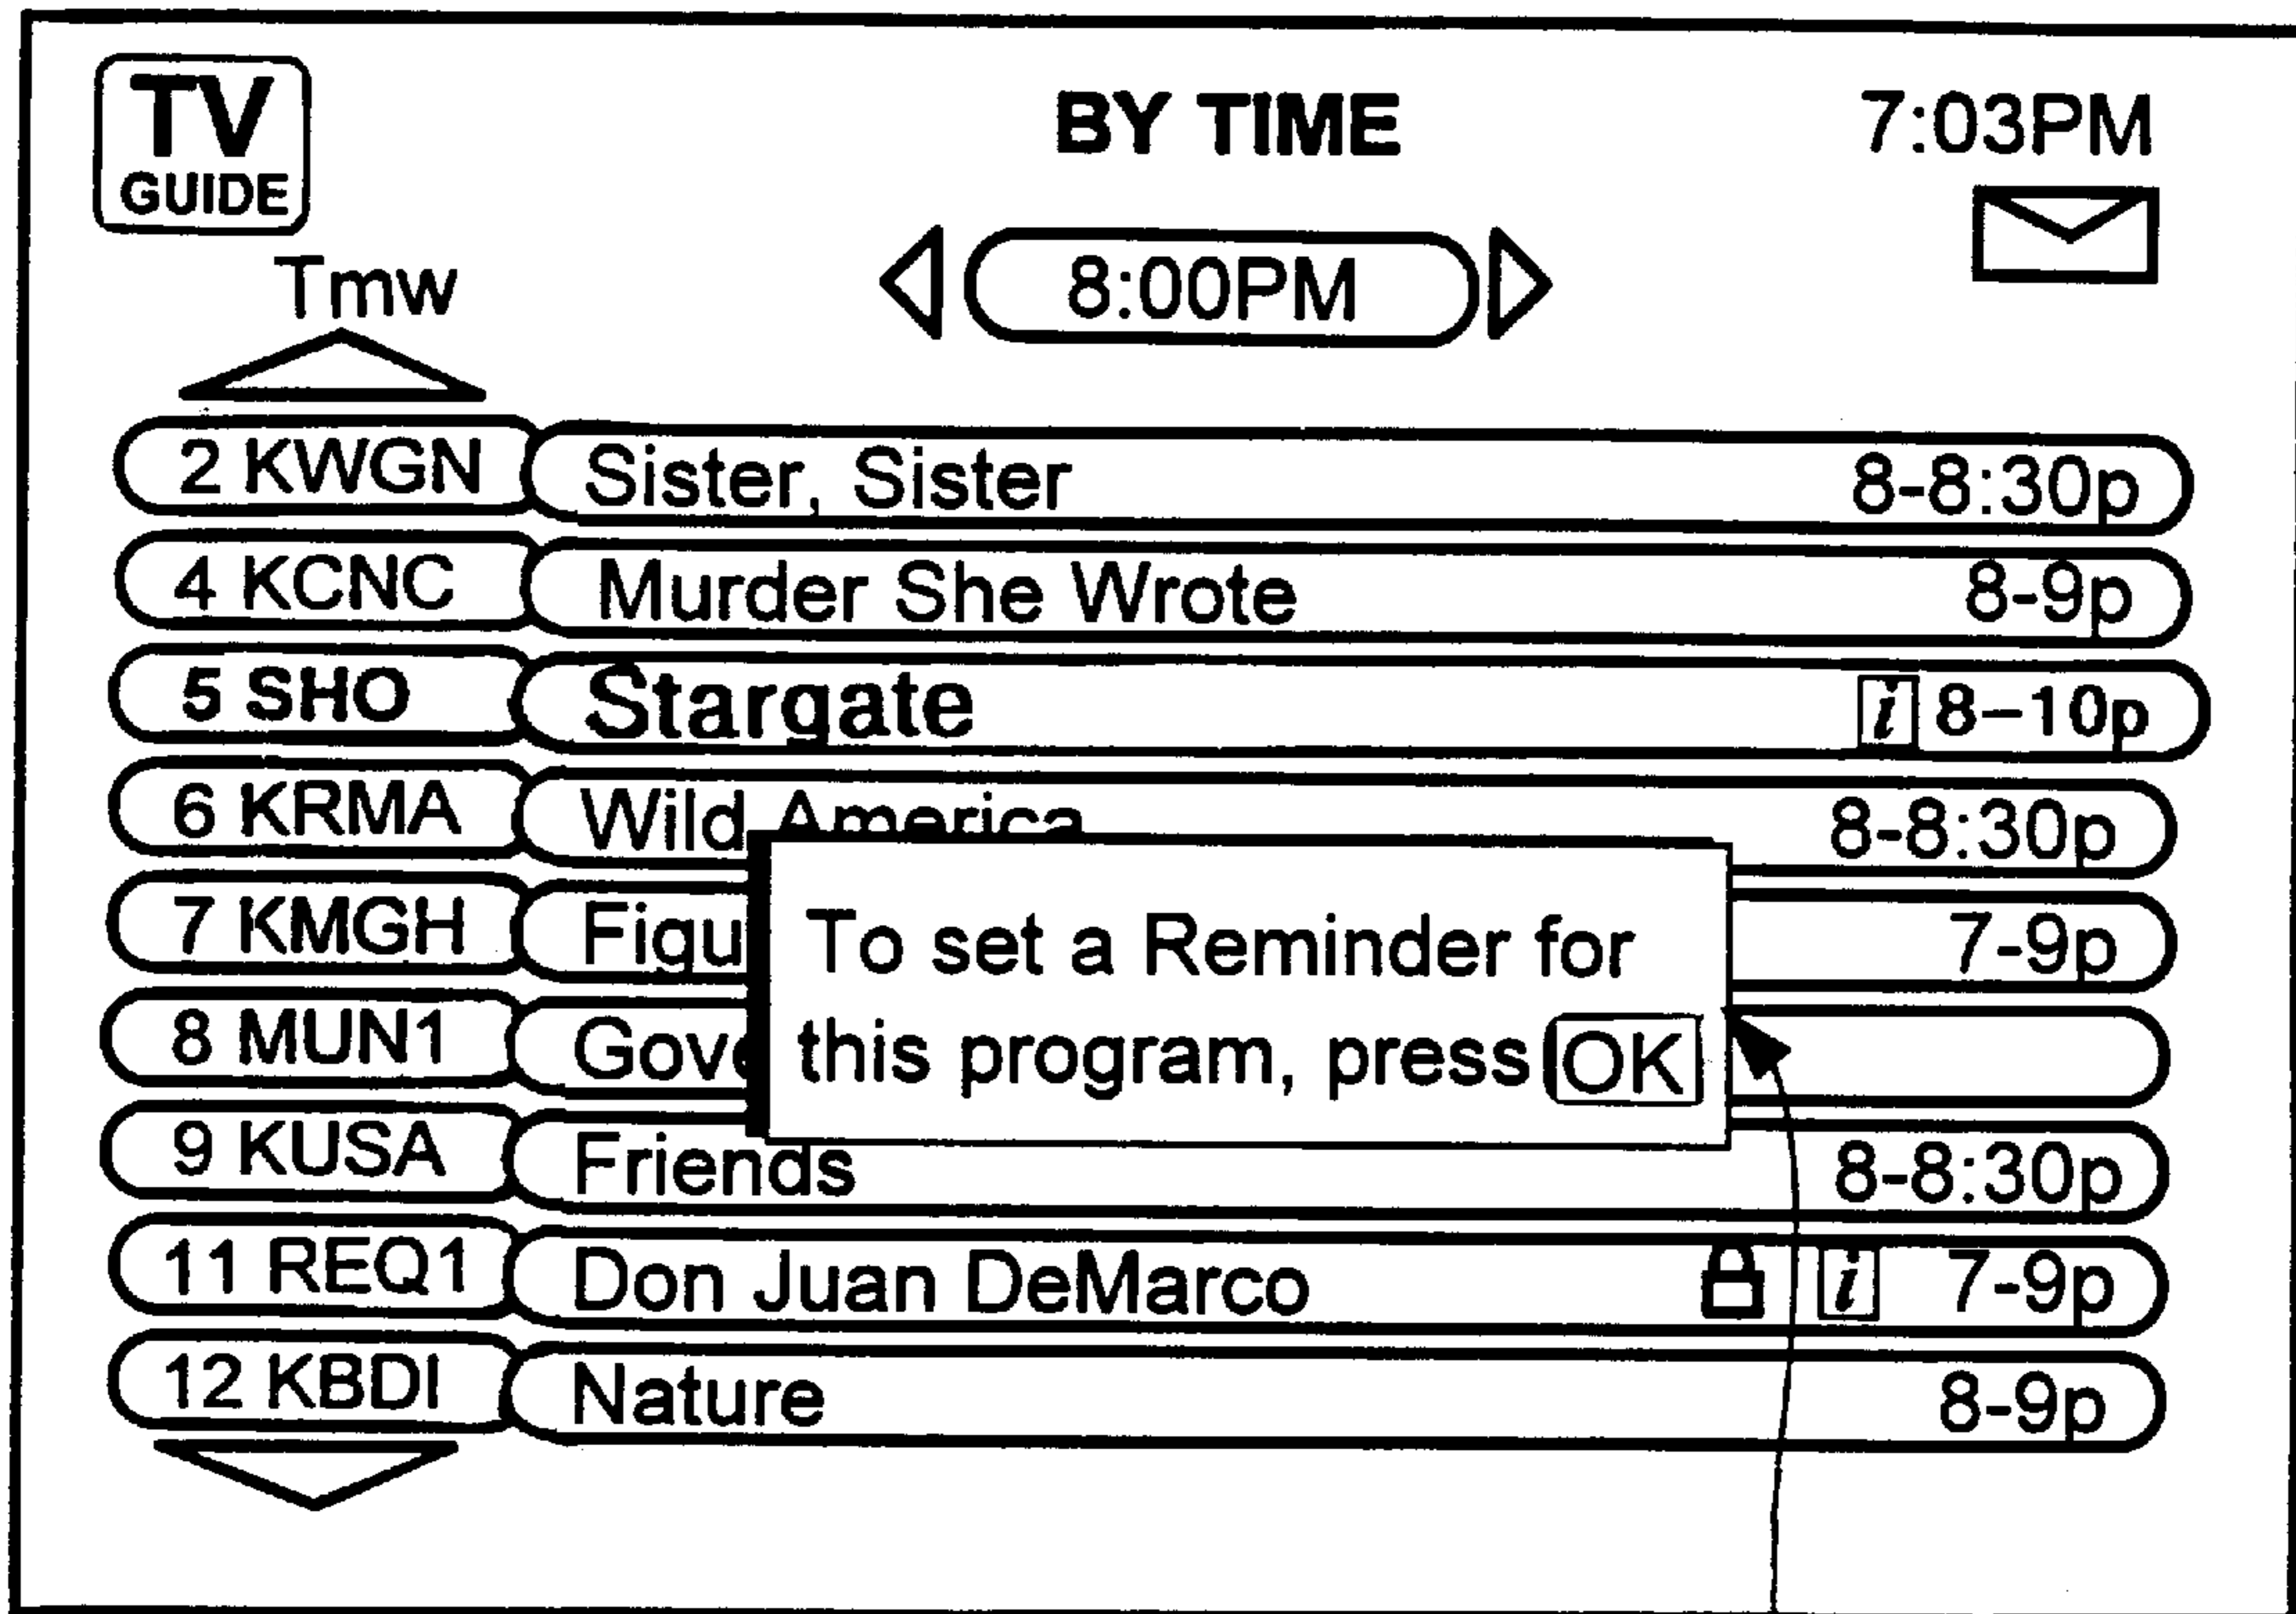 TV
GUIDE
BY TIME
7:03PM
Tmw
8:00PM
2 KWGN Sister, Sister 8-8:30p
4 KCNC Murder She Wrote 8-9p
5 SHO Stargate i 8-10p
6 KRMA Wild America 8-8:30p
7 KMGH Figu 7-9p
8 MUN1 Gov
To set a Reminder for
this program, press OK
9 KUSA Friends 8-8:30p
11 REQ1 Don Juan DeMarco i 7-9p
12 KBDI Nature 8-9p